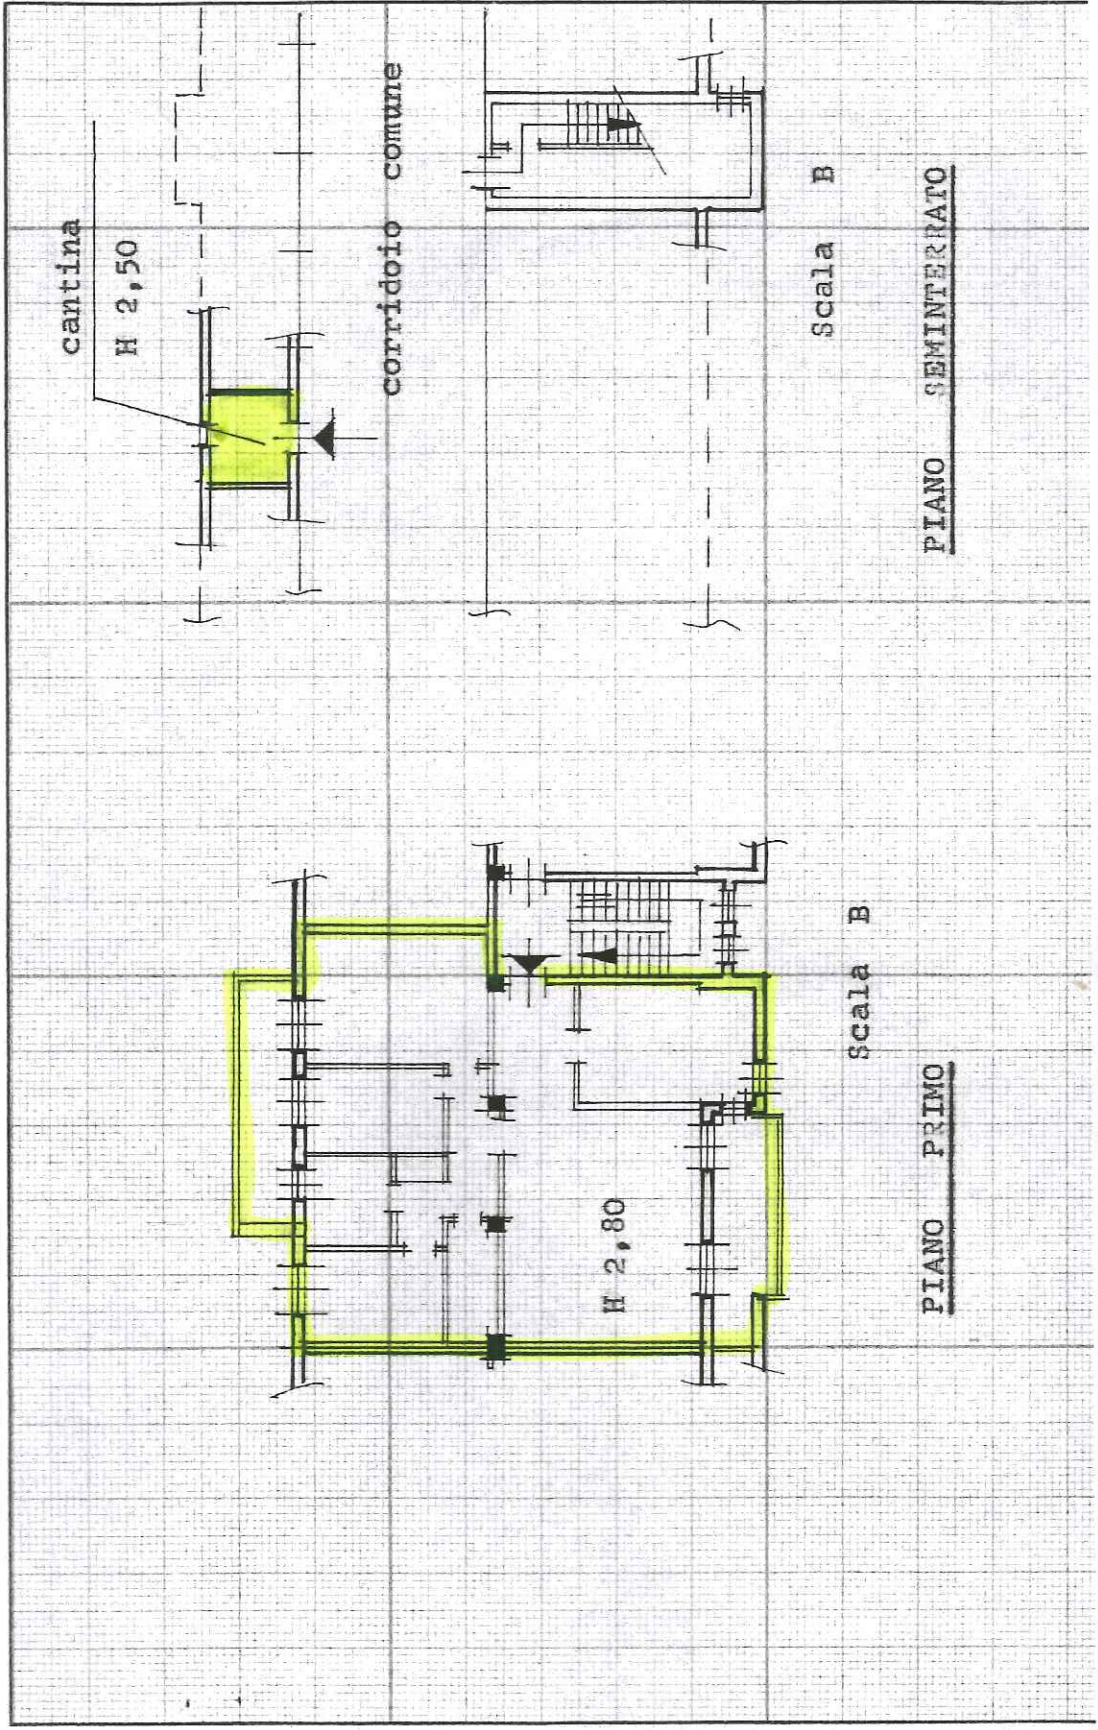 cantina
H 2,50
corridoio comune
Scala B
PIANO SEMINTERRATO
H 2,80
Scala B
PIANO PRIMO